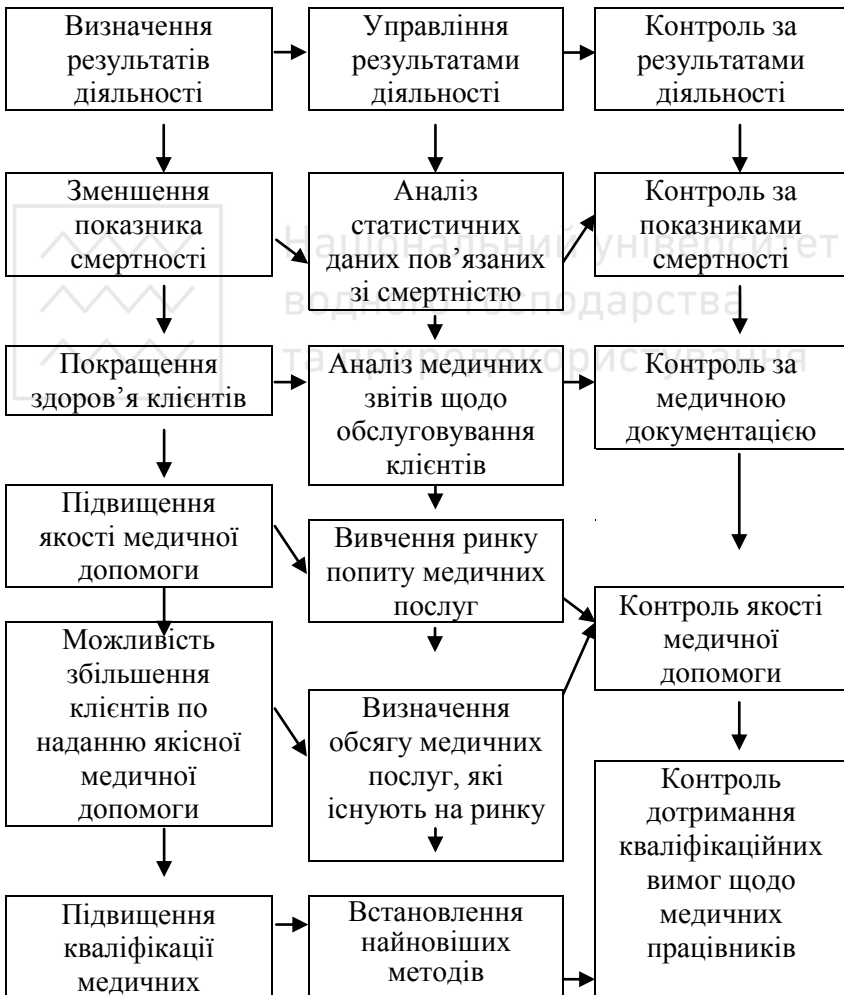 Визначення
результатів
діяльності
Управління
результатами
діяльності
Контроль за
результатами
діяльності
Зменшення
показника
смертності
Аналіз
статистичних
даних пов’язаних
зі смертністю
Контроль за
показниками
смертності
Національний університет
водного господарства
та природокористування
Покращення
здоров’я клієнтів
Аналіз медичних
звітів щодо
обслуговування
клієнтів
Контроль за
медичною
документацією
Підвищення
якості медичної
допомоги
Вивчення ринку
попиту медичних
послуг
Контроль якості
медичної
допомоги
Можливість
збільшення
клієнтів по
наданню якісної
медичної
допомоги
Визначення
обсягу медичних
послуг, які
існують на ринку
Контроль
дотримання
кваліфікаційних
вимог щодо
медичних
працівників
Підвищення
кваліфікації
медичних
Встановлення
найновіших
методів